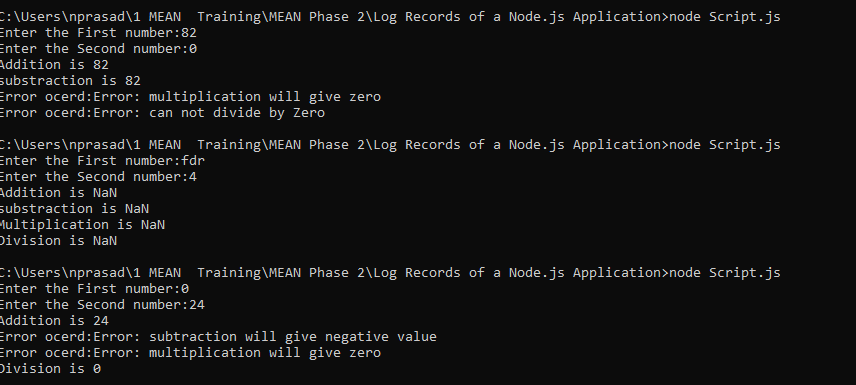 C:\Users\nprasad\1 MEAN  Training\MEAN Phase 2\Log Records of a Node.js Application>node Script.js
Enter the First number:82
Enter the Second number:0
Addition is 82
substraction is 82
Error ocerd:Error: multiplication will give zero
Error ocerd:Error: can not divide by Zero
C:\Users\nprasad\1 MEAN  Training\MEAN Phase 2\Log Records of a Node.js Application>node Script.js
Enter the First number:fdr
Enter the Second number:4
Addition is NaN
substraction is NaN
Multiplication is NaN
Division is NaN
C:\Users\nprasad\1 MEAN  Training\MEAN Phase 2\Log Records of a Node.js Application>node Script.js
Enter the First number:0
Enter the Second number:24
Addition is 24
Error ocerd:Error: subtraction will give negative value
Error ocerd:Error: multiplication will give zero
Division is 0